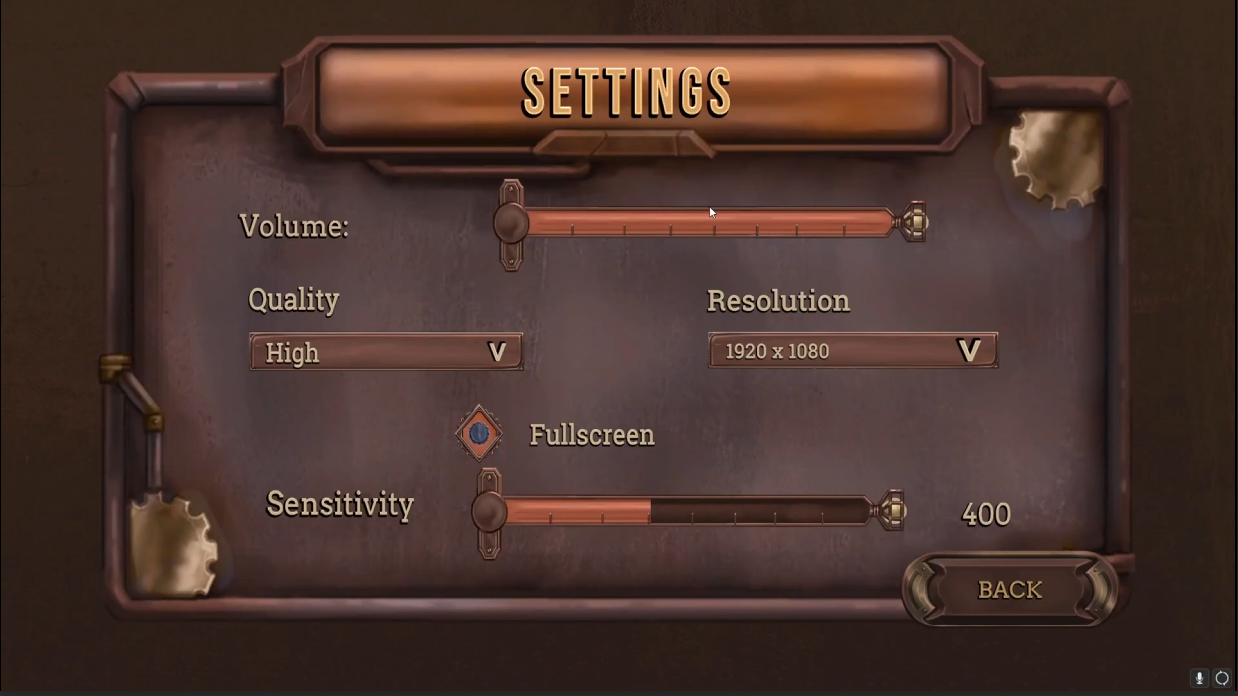 SETTINGS
Volume:
Quality
Resolution
High V
1920 x 1080 V
Fullscreen
Sensitivity
400
BACK